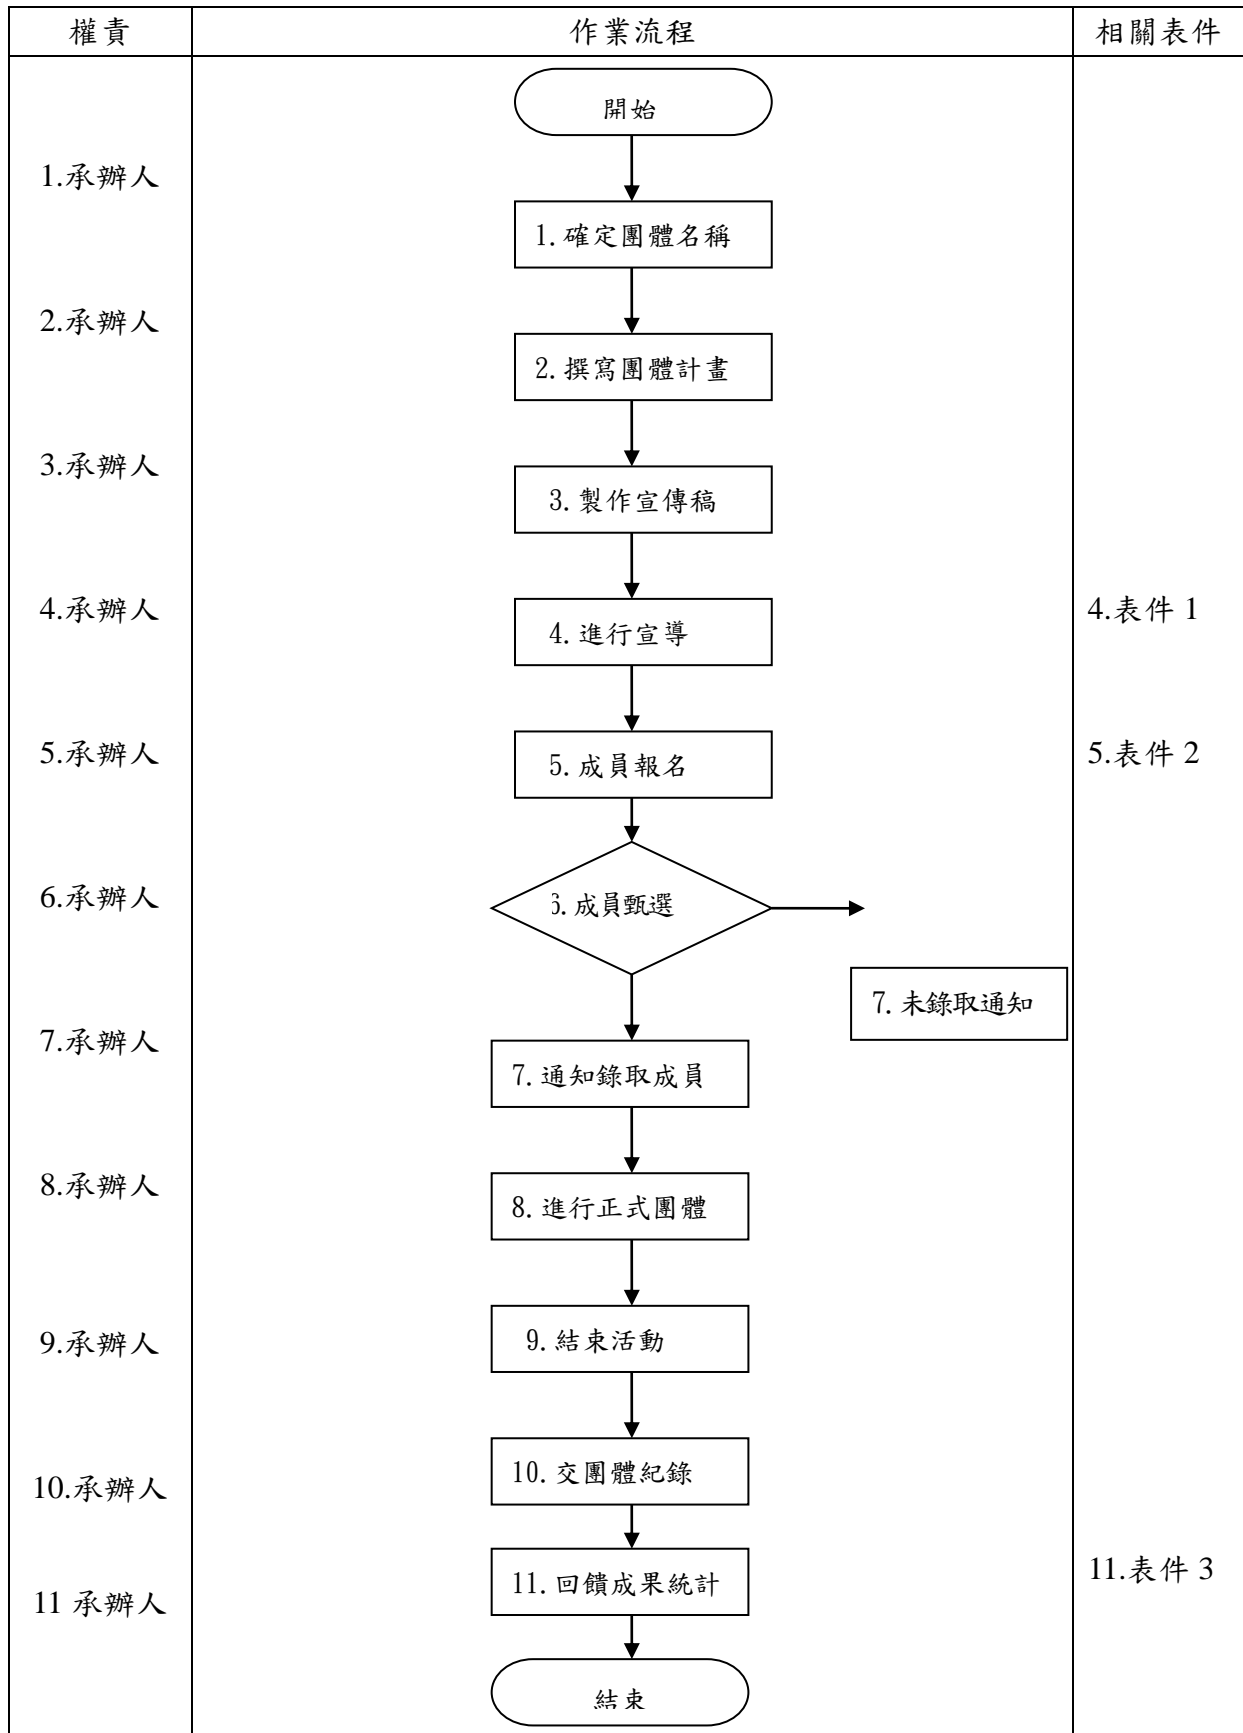 權責 作業流程 相關表件
開始
1.承辦人
1.確定團體名稱
2.承辦人
2.撰寫團體計畫
3.承辦人
3.製作宣傳稿
4.承辦人 4.進行宣導 4.表件 1
5.承辦人 5.成員報名 5.表件 2
6.承辦人 6.成員甄選
7.未錄取通知
7.承辦人
7.通知錄取成員
8.承辦人
8.進行正式團體
9.承辦人 9.結束活動
10.承辦人 10.交團體紀錄
11.回饋成果統計 11.表件 3
11 承辦人
結束